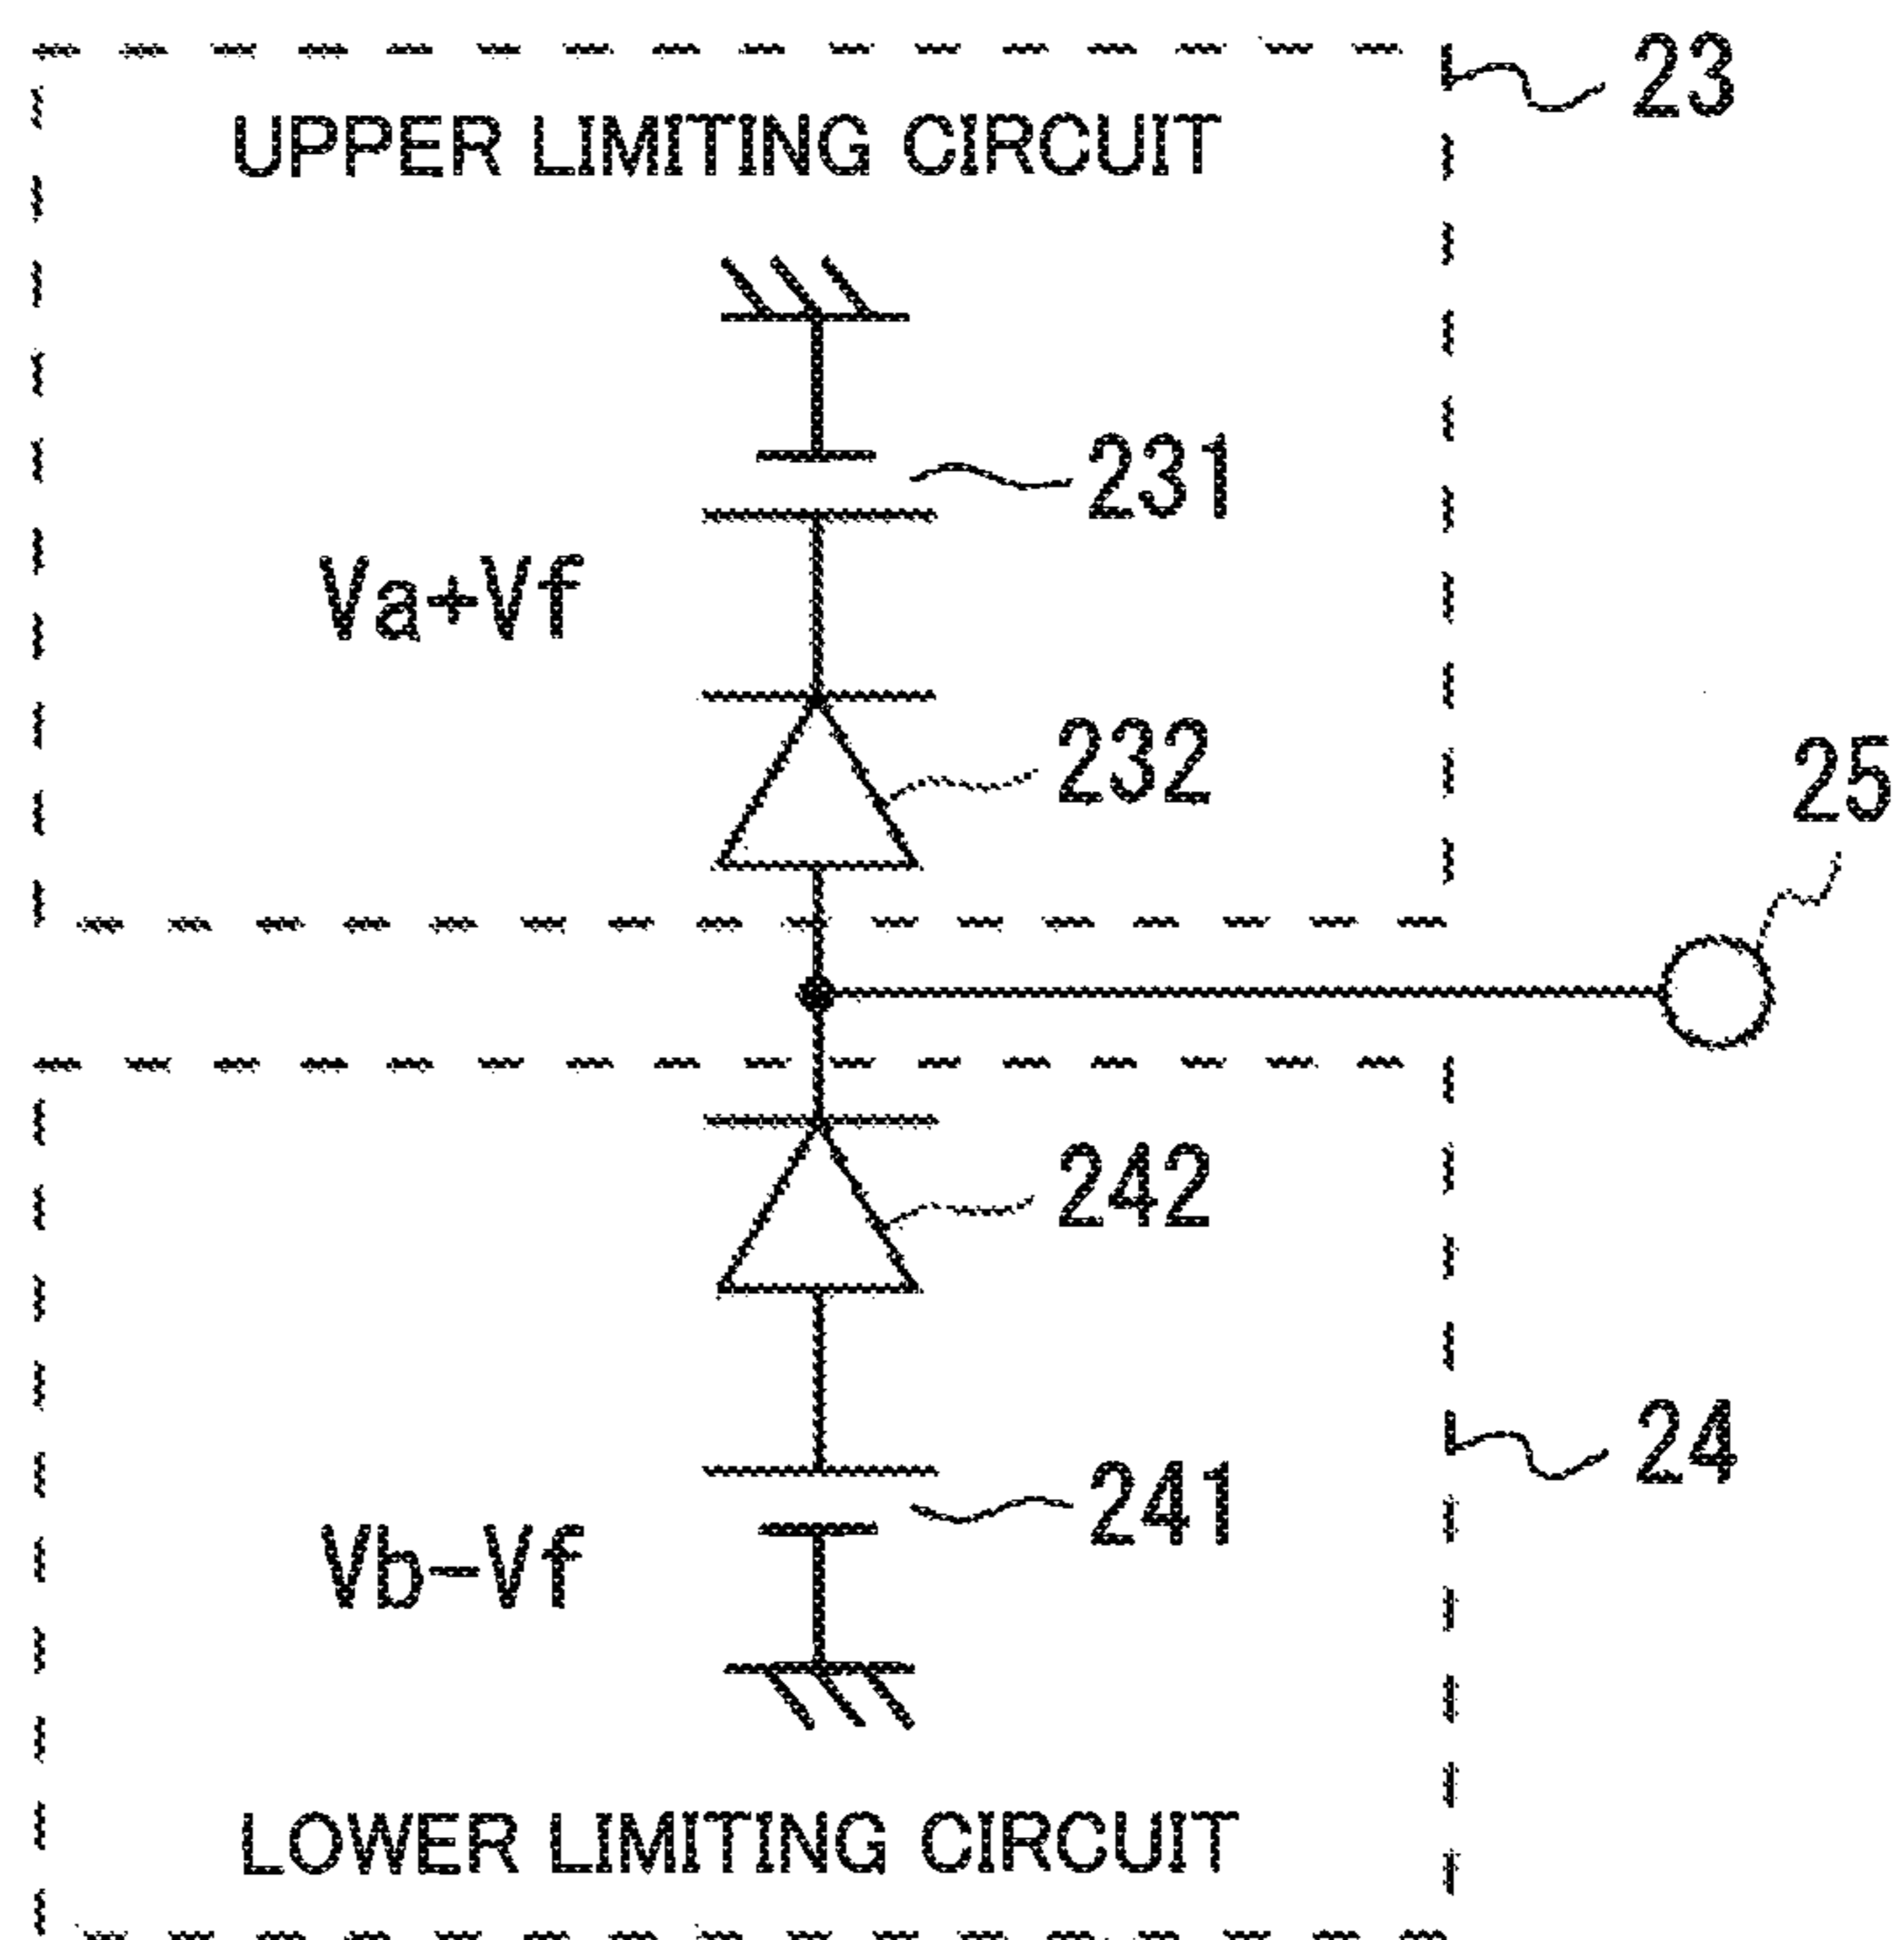 23
UPPER LIMITING CIRCUIT
231
Va+Vf
232
25
242
24
241
Vb-Vf
LOWER LIMITING CIRCUIT